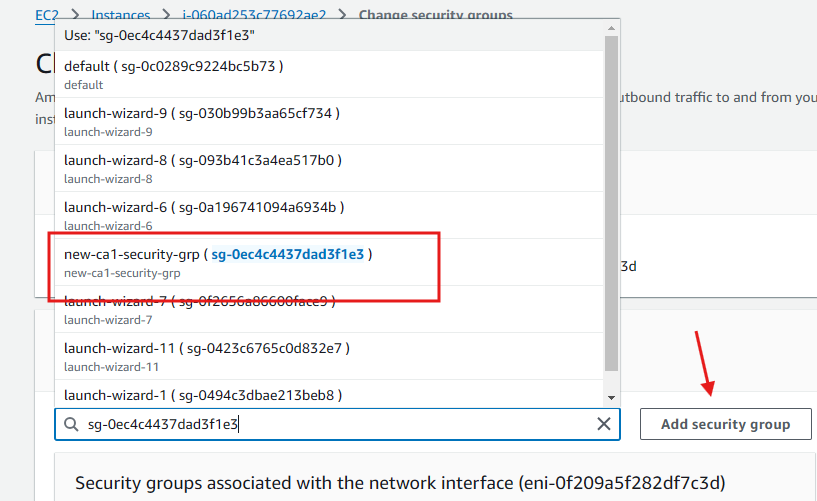 EC2 > Instances > i-060ad253c77692ae2 > Change security groups
Use: "sg-0ec4c4437dad3f1e3"
default ( sg-0c0289c9224bc5b73 )
default
launch-wizard-9 ( sg-030b99b3aa65cf734 )
launch-wizard-9
launch-wizard-8 ( sg-093b41c3a4ea517b0 )
launch-wizard-8
launch-wizard-6 ( sg-0a196741094a6934b )
launch-wizard-6
new-ca1-security-grp ( sg-0ec4c4437dad3f1e3 )
new-ca1-security-grp
launch-wizard-7 ( sg-0f2656a86600face9 )
launch-wizard-7
launch-wizard-11 ( sg-0423c6765c0d832e7 )
launch-wizard-11
launch-wizard-1 ( sg-0494c3dbae213beb8 )
Am
utbound traffic to and from you
inst
3d
sg-0ec4c4437dad3f1e3
Add security group
Security groups associated with the network interface (eni-0f209a5f282df7c3d)